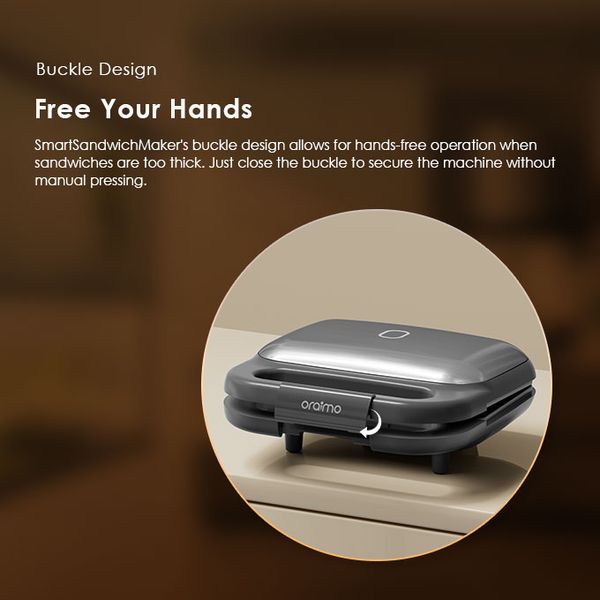 Buckle Design
Free Your Hands
SmartSandwichMaker's buckle design allows for hands-free operation when
sandwiches are too thick. Just close the buckle to secure the machine without
manual pressing.
oraimo